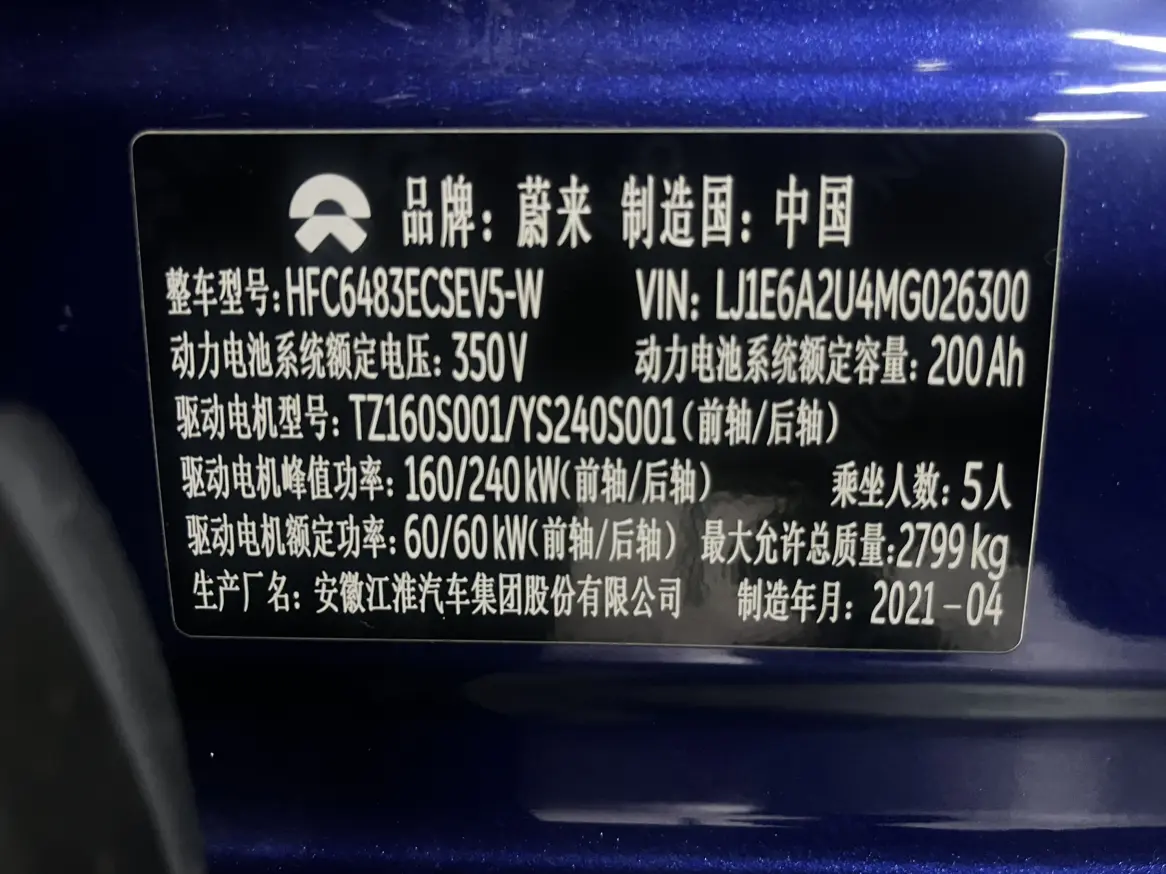 品牌：蔚来 制造国：中国
整车型号：HFC6483ECSEV5-W VIN：LJ1E6A2U4MG026300
动力电池系统额定电压：350V 动力电池系统额定容量：200Ah
驱动电机型号：TZ160S001/YS240S001（前轴/后轴）
驱动电机峰值功率：160/240kW（前轴/后轴） 乘坐人数：5人
驱动电机额定功率：60/60kW（前轴/后轴） 最大允许总质量：2799kg
生产厂名：安徽江淮汽车集团股份有限公司 制造年月：2021-04